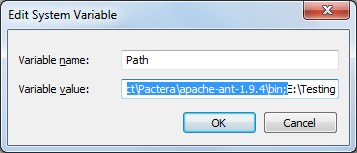 Edit System Variable
Variable name: Path
Variable value: ct\Pactera\apache-ant-1.9.4\bin;E:\Testing
OK Cancel